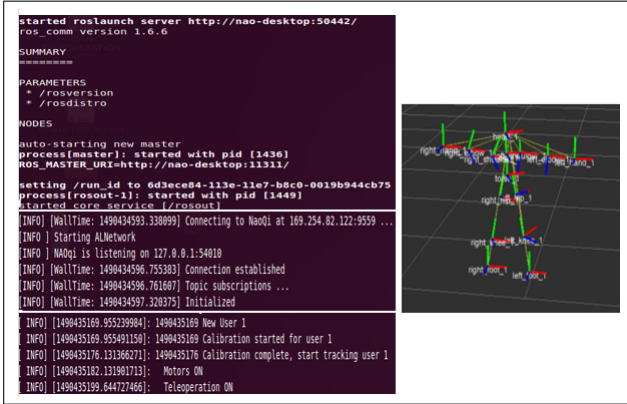 started roslaunch server http://nao-desktop:50442/
ros_comm version 1.6.6
SUMMARY
========
PARAMETERS
* /rosversion
* /rosdistro
NODES
auto-starting new master
process[master]: started with pid [1436]
ROS_MASTER_URI=http://nao-desktop:11311/
setting /run_id to 6d3ece84-113e-11e7-b8c0-0019b944cb75
process[rosout-1]: started with pid [1449]
started core service [/rosout]
[INFO] [WallTime: 1490434593.338099] Connecting to NaoQi at 169.254.82.122:9559 ...
[INFO ] Starting ALNetwork
[INFO ] NAOqi is listening on 127.0.0.1:54010
[INFO] [WallTime: 1490434596.755383] Connection established
[INFO] [WallTime: 1490434596.761607] Topic subscriptions ...
[INFO] [WallTime: 1490434597.320375] Initialized
[ INFO] [1490435169.955239984]: 1490435169 New User 1
[ INFO] [1490435169.955491150]: 1490435169 Calibration started for user 1
[ INFO] [1490435176.131366271]: 1490435176 Calibration complete, start tracking user 1
[ INFO] [1490435182.131901713]: Motors ON
[ INFO] [1490435199.644727466]: Teleoperation ON
left_foot_1